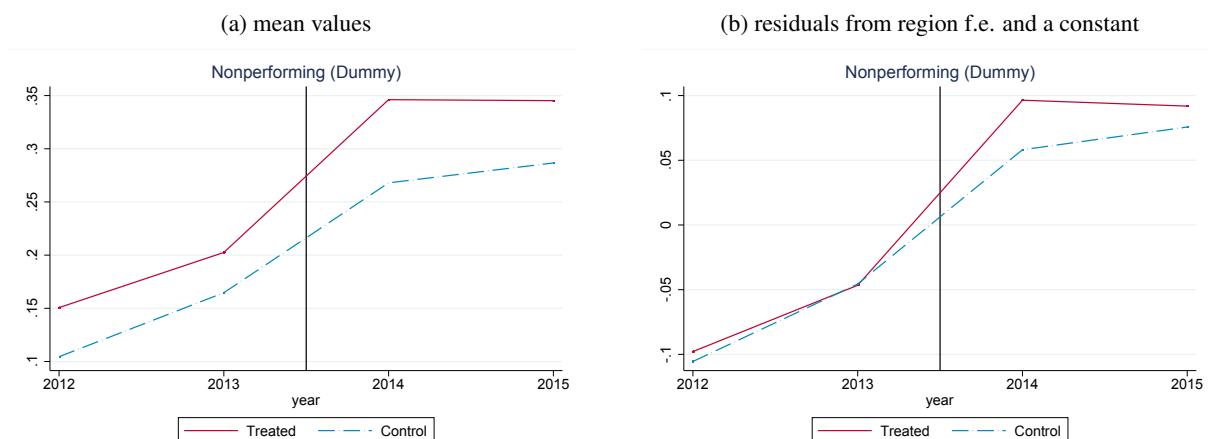 (a) mean values
Nonperforming (Dummy)
.35
.3
.25
.2
.15
.1
2012 2013 2014 2015
year
Treated Control
(b) residuals from region f.e. and a constant
Nonperforming (Dummy)
.1
.05
0
-.05
-.1
2012 2013 2014 2015
year
Treated Control